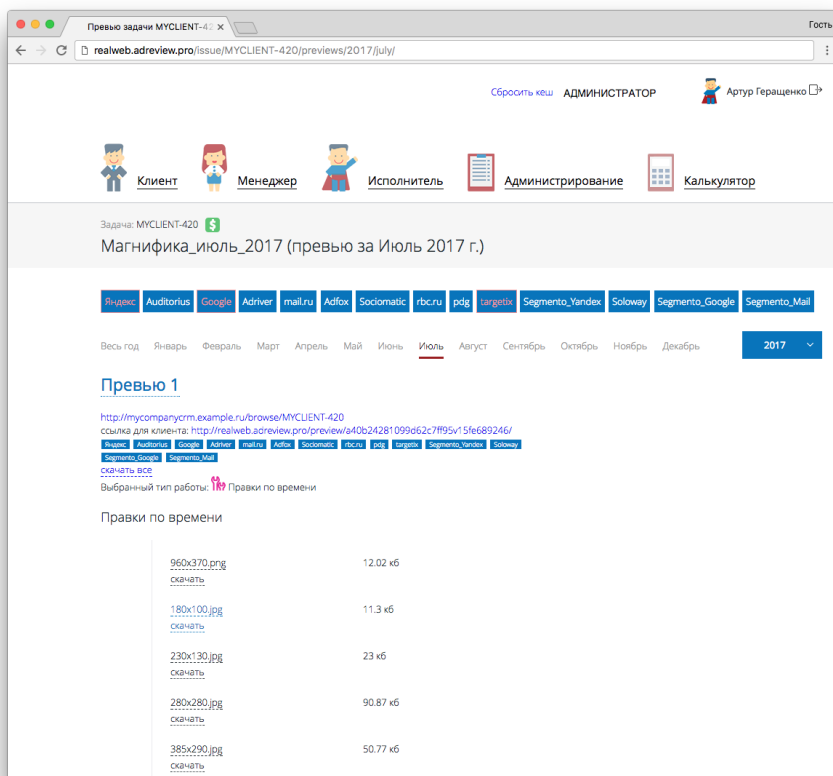 Превью задачи MYCLIENT-42
Гость
realweb.adreview.pro/issue/MYCLIENT-420/previews/2017/july/
Сбросить кеш АДМИНИСТРАТОР Артур Геращенко
Клиент Менеджер Исполнитель Администрирование Калькулятор
Задача: MYCLIENT-420 $
Магнифика_июль_2017 (превью за Июль 2017 г.)
Яндекс Auditorius Google Adriver mail.ru Adfox Sociomatic rbc.ru pdg targetix Segmento_Yandex Soloway Segmento_Google Segmento_Mail
Весь год Январь Февраль Март Апрель Май Июнь Июль Август Сентябрь Октябрь Ноябрь Декабрь 2017
Превью 1
http://mycompanycrm.example.ru/browse/MYCLIENT-420
ссылка для клиента: http://realweb.adreview.pro/preview/a40b24281099d62c7ff95v15fe689246/
Яндекс Auditorius Google Adriver mail.ru Adfox Sociomatic rbc.ru pdg targetix Segmento_Yandex Soloway
Segmento_Google Segmento_Mail
скачать все
Выбранный тип работы: Правки по времени
Правки по времени
960x370.png 12.02 кб
скачать
180x100.jpg 11.3 кб
скачать
230x130.jpg 23 кб
скачать
280x280.jpg 90.87 кб
скачать
385x290.jpg 50.77 кб
скачать